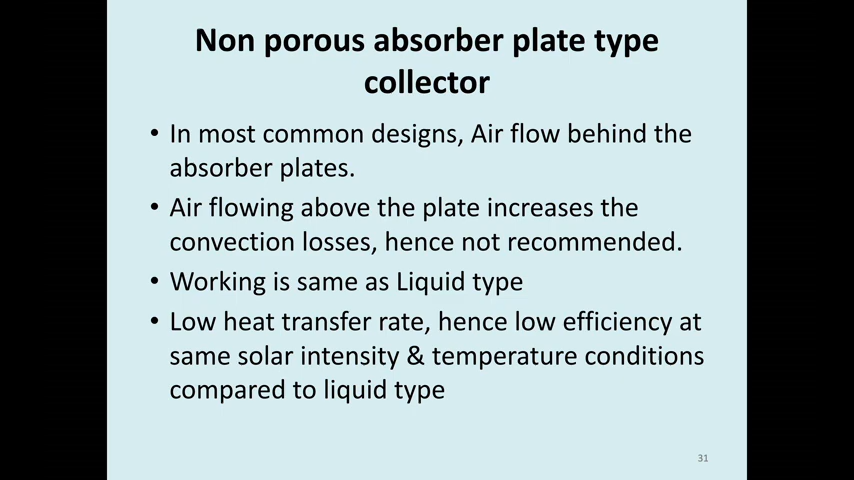 Non porous absorber plate type
collector
• In most common designs, Air flow behind the
absorber plates.
• Air flowing above the plate increases the
convection losses, hence not recommended.
• Working is same as Liquid type
• Low heat transfer rate, hence low efficiency at
same solar intensity & temperature conditions
compared to liquid type
31